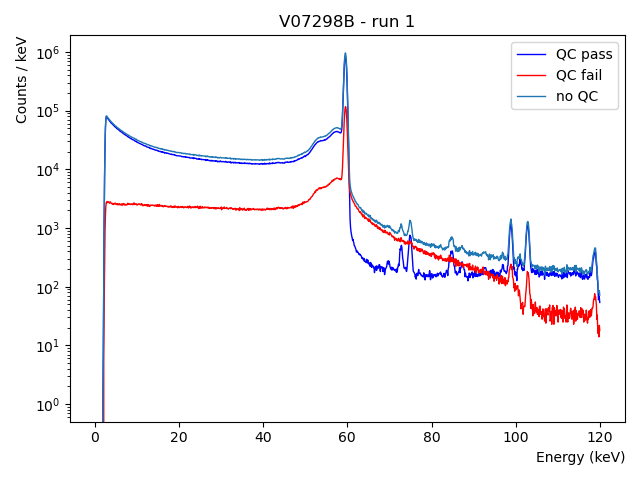 V07298B - run 1
Counts / keV
10⁶
10⁵
10⁴
10³
10²
10¹
10⁰
QC pass
QC fail
no QC
0 20 40 60 80 100 120
Energy (keV)